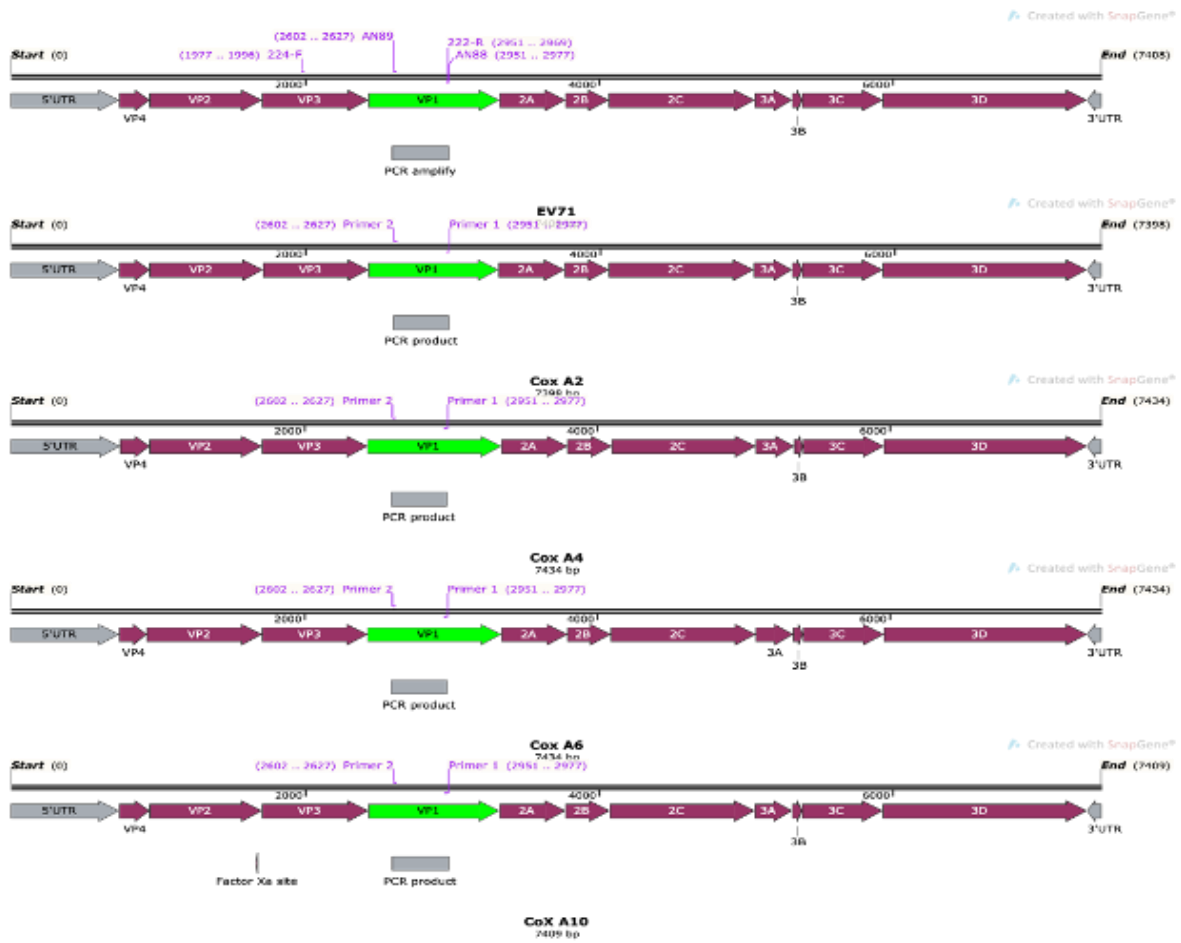 Created with SnapGene®
(2602 .. 2627) AN89
222-R (2951 .. 2969)
Start (0)
(1977 .. 1996) 224-F
AN88 (2951 .. 2977)
End (7408)
2000
4000
6000
5'UTR VP2 VP3 VP1 2A 2B 2C 3A 3C 3D
VP4
3B
3'UTR
PCR amplify
Created with SnapGene®
EV71
Start (0)
(2602 .. 2627) Primer 2
Primer 1 (2951 .. 2977)
End (7398)
2000
4000
6000
5'UTR VP2 VP3 VP1 2A 2B 2C 3A 3C 3D
VP4
3B
3'UTR
PCR product
Created with SnapGene®
Cox A2
7398 bp
Start (0)
(2602 .. 2627) Primer 2
Primer 1 (2951 .. 2977)
End (7434)
2000
4000
6000
5'UTR VP2 VP3 VP1 2A 2B 2C 3A 3C 3D
VP4
3B
3'UTR
PCR product
Cox A4
7434 bp
Created with SnapGene®
Start (0)
(2602 .. 2627) Primer 2
Primer 1 (2951 .. 2977)
End (7434)
2000
4000
6000
5'UTR VP2 VP3 VP1 2A 2B 2C 3C 3D
VP4
3A
3B
3'UTR
PCR product
Cox A6
7434 bp
Created with SnapGene®
Start (0)
(2602 .. 2627) Primer 2
Primer 1 (2951 .. 2977)
End (7409)
2000
4000
6000
5'UTR VP2 VP3 VP1 2A 2B 2C 3A 3C 3D
VP4
3B
3'UTR
Factor Xa site
PCR product
CoX A10
7409 bp